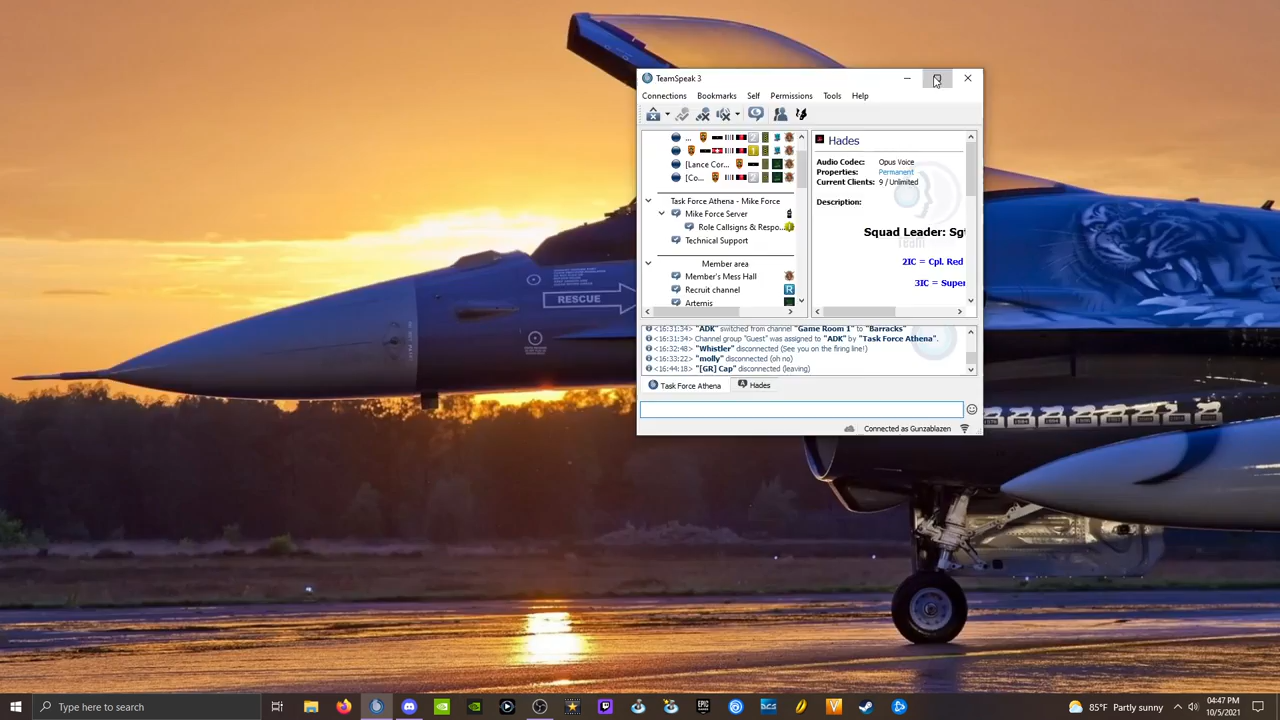 TeamSpeak 3
Connections Bookmarks Self Permissions Tools Help
...
[Lance Cor...
[Co...
Task Force Athena - Mike Force
Mike Force Server
Role Callsigns & Respo...
Technical Support
Member area
Member's Mess Hall
Recruit channel
R
Artemis
Hades
Audio Codec: Opus Voice
Properties: Permanent
Current Clients: 9 / Unlimited
Description:
Squad Leader: Sg
Team
2IC = Cpl. Red
3IC = Super
<16:31:34> "ADK" switched from channel "Game Room 1" to "Barracks"
<16:31:34> Channel group "Guest" was assigned to "ADK" by "Task Force Athena".
<16:32:48> "Whistler" disconnected (See you on the firing line!)
<16:33:22> "molly" disconnected (oh no)
<16:44:18> "[GR] Cap" disconnected (leaving)
Task Force Athena
Hades
Connected as Gunzablazen
RESCUE
Type here to search
EPIC
DCS
85°F Partly sunny
04:47 PM
10/5/2021